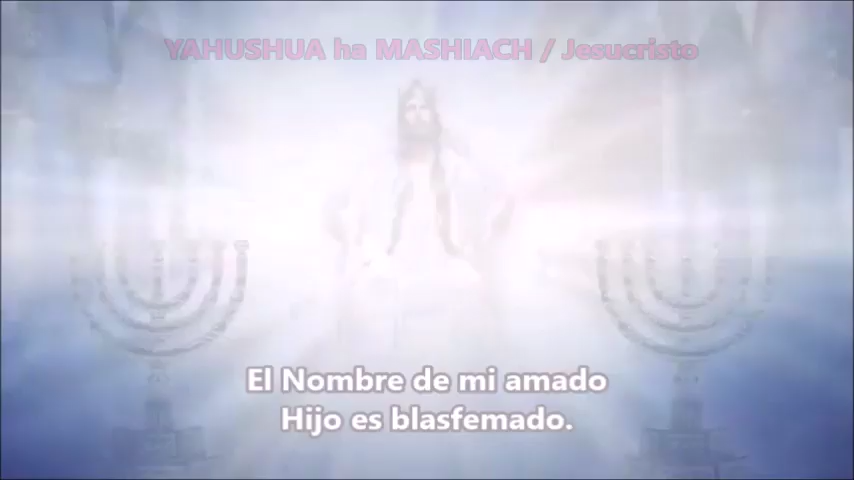 YAHUSHUA ha MASHIACH / Jesucristo
El Nombre de mi amado
Hijo es blasfemado.